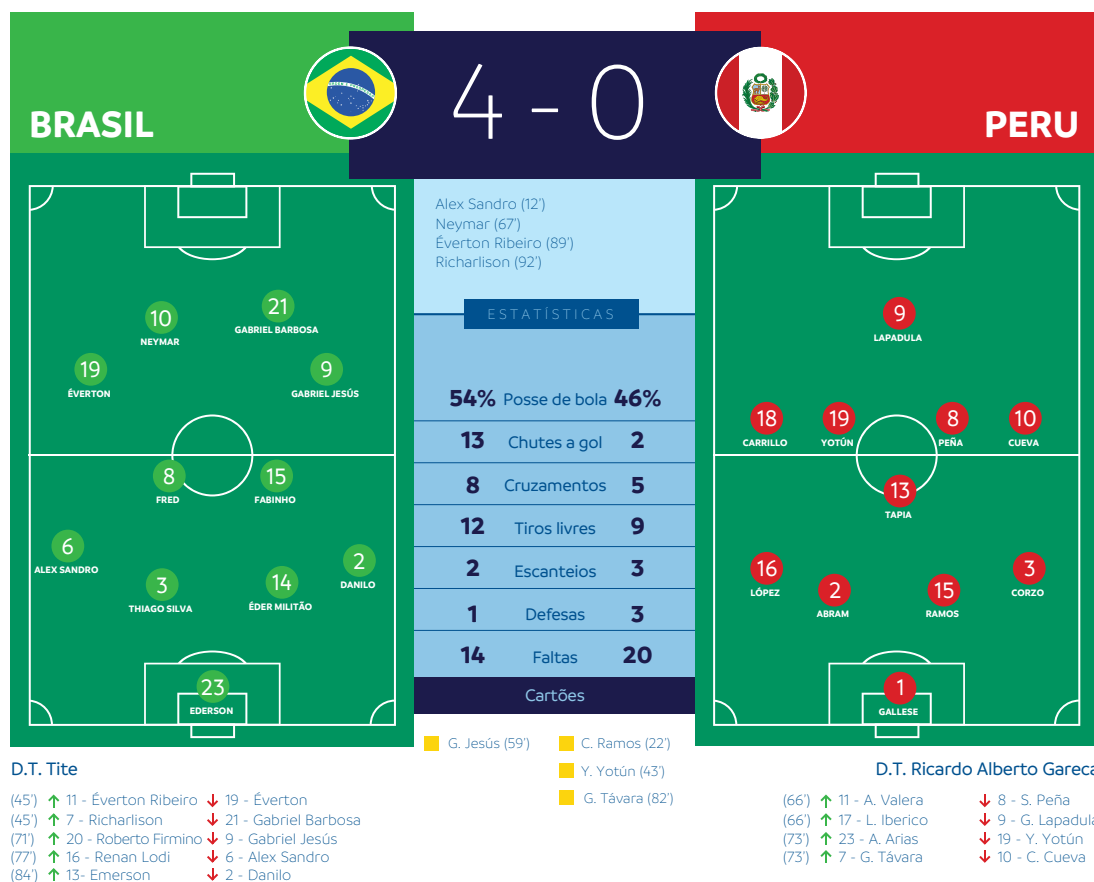 BRASIL
4 - 0
PERU
Alex Sandro (12')
Neymar (67')
Éverton Ribeiro (89')
Richarlison (92')
ESTATÍSTICAS
54% Posse de bola 46%
13 Chutes a gol 2
8 Cruzamentos 5
12 Tiros livres 9
2 Escanteios 3
1 Defesas 3
14 Faltas 20
Cartões
G. Jesús (59')
C. Ramos (22')
Y. Yotún (43')
G. Távara (82')
10
NEYMAR
21
GABRIEL BARBOSA
19
ÉVERTON
9
GABRIEL JESÚS
8
FRED
15
FABINHO
6
ALEX SANDRO
3
THIAGO SILVA
14
ÉDER MILITÃO
2
DANILO
23
EDERSON
9
LAPADULA
18
CARRILLO
19
YOTÚN
8
PEÑA
10
CUEVA
13
TAPIA
16
LÓPEZ
2
ABRAM
15
RAMOS
3
CORZO
1
GALLESE
D.T. Tite
(45') 11 - Éverton Ribeiro 19 - Éverton
(45') 7 - Richarlison 21 - Gabriel Barbosa
(71') 20 - Roberto Firmino 9 - Gabriel Jesús
(77') 16 - Renan Lodi 6 - Alex Sandro
(84') 13- Emerson 2 - Danilo
D.T. Ricardo Alberto Gareca
(66') 11 - A. Valera 8 - S. Peña
(66') 17 - L. Iberico 9 - G. Lapadula
(73') 23 - A. Arias 19 - Y. Yotún
(73') 7 - G. Távara 10 - C. Cueva